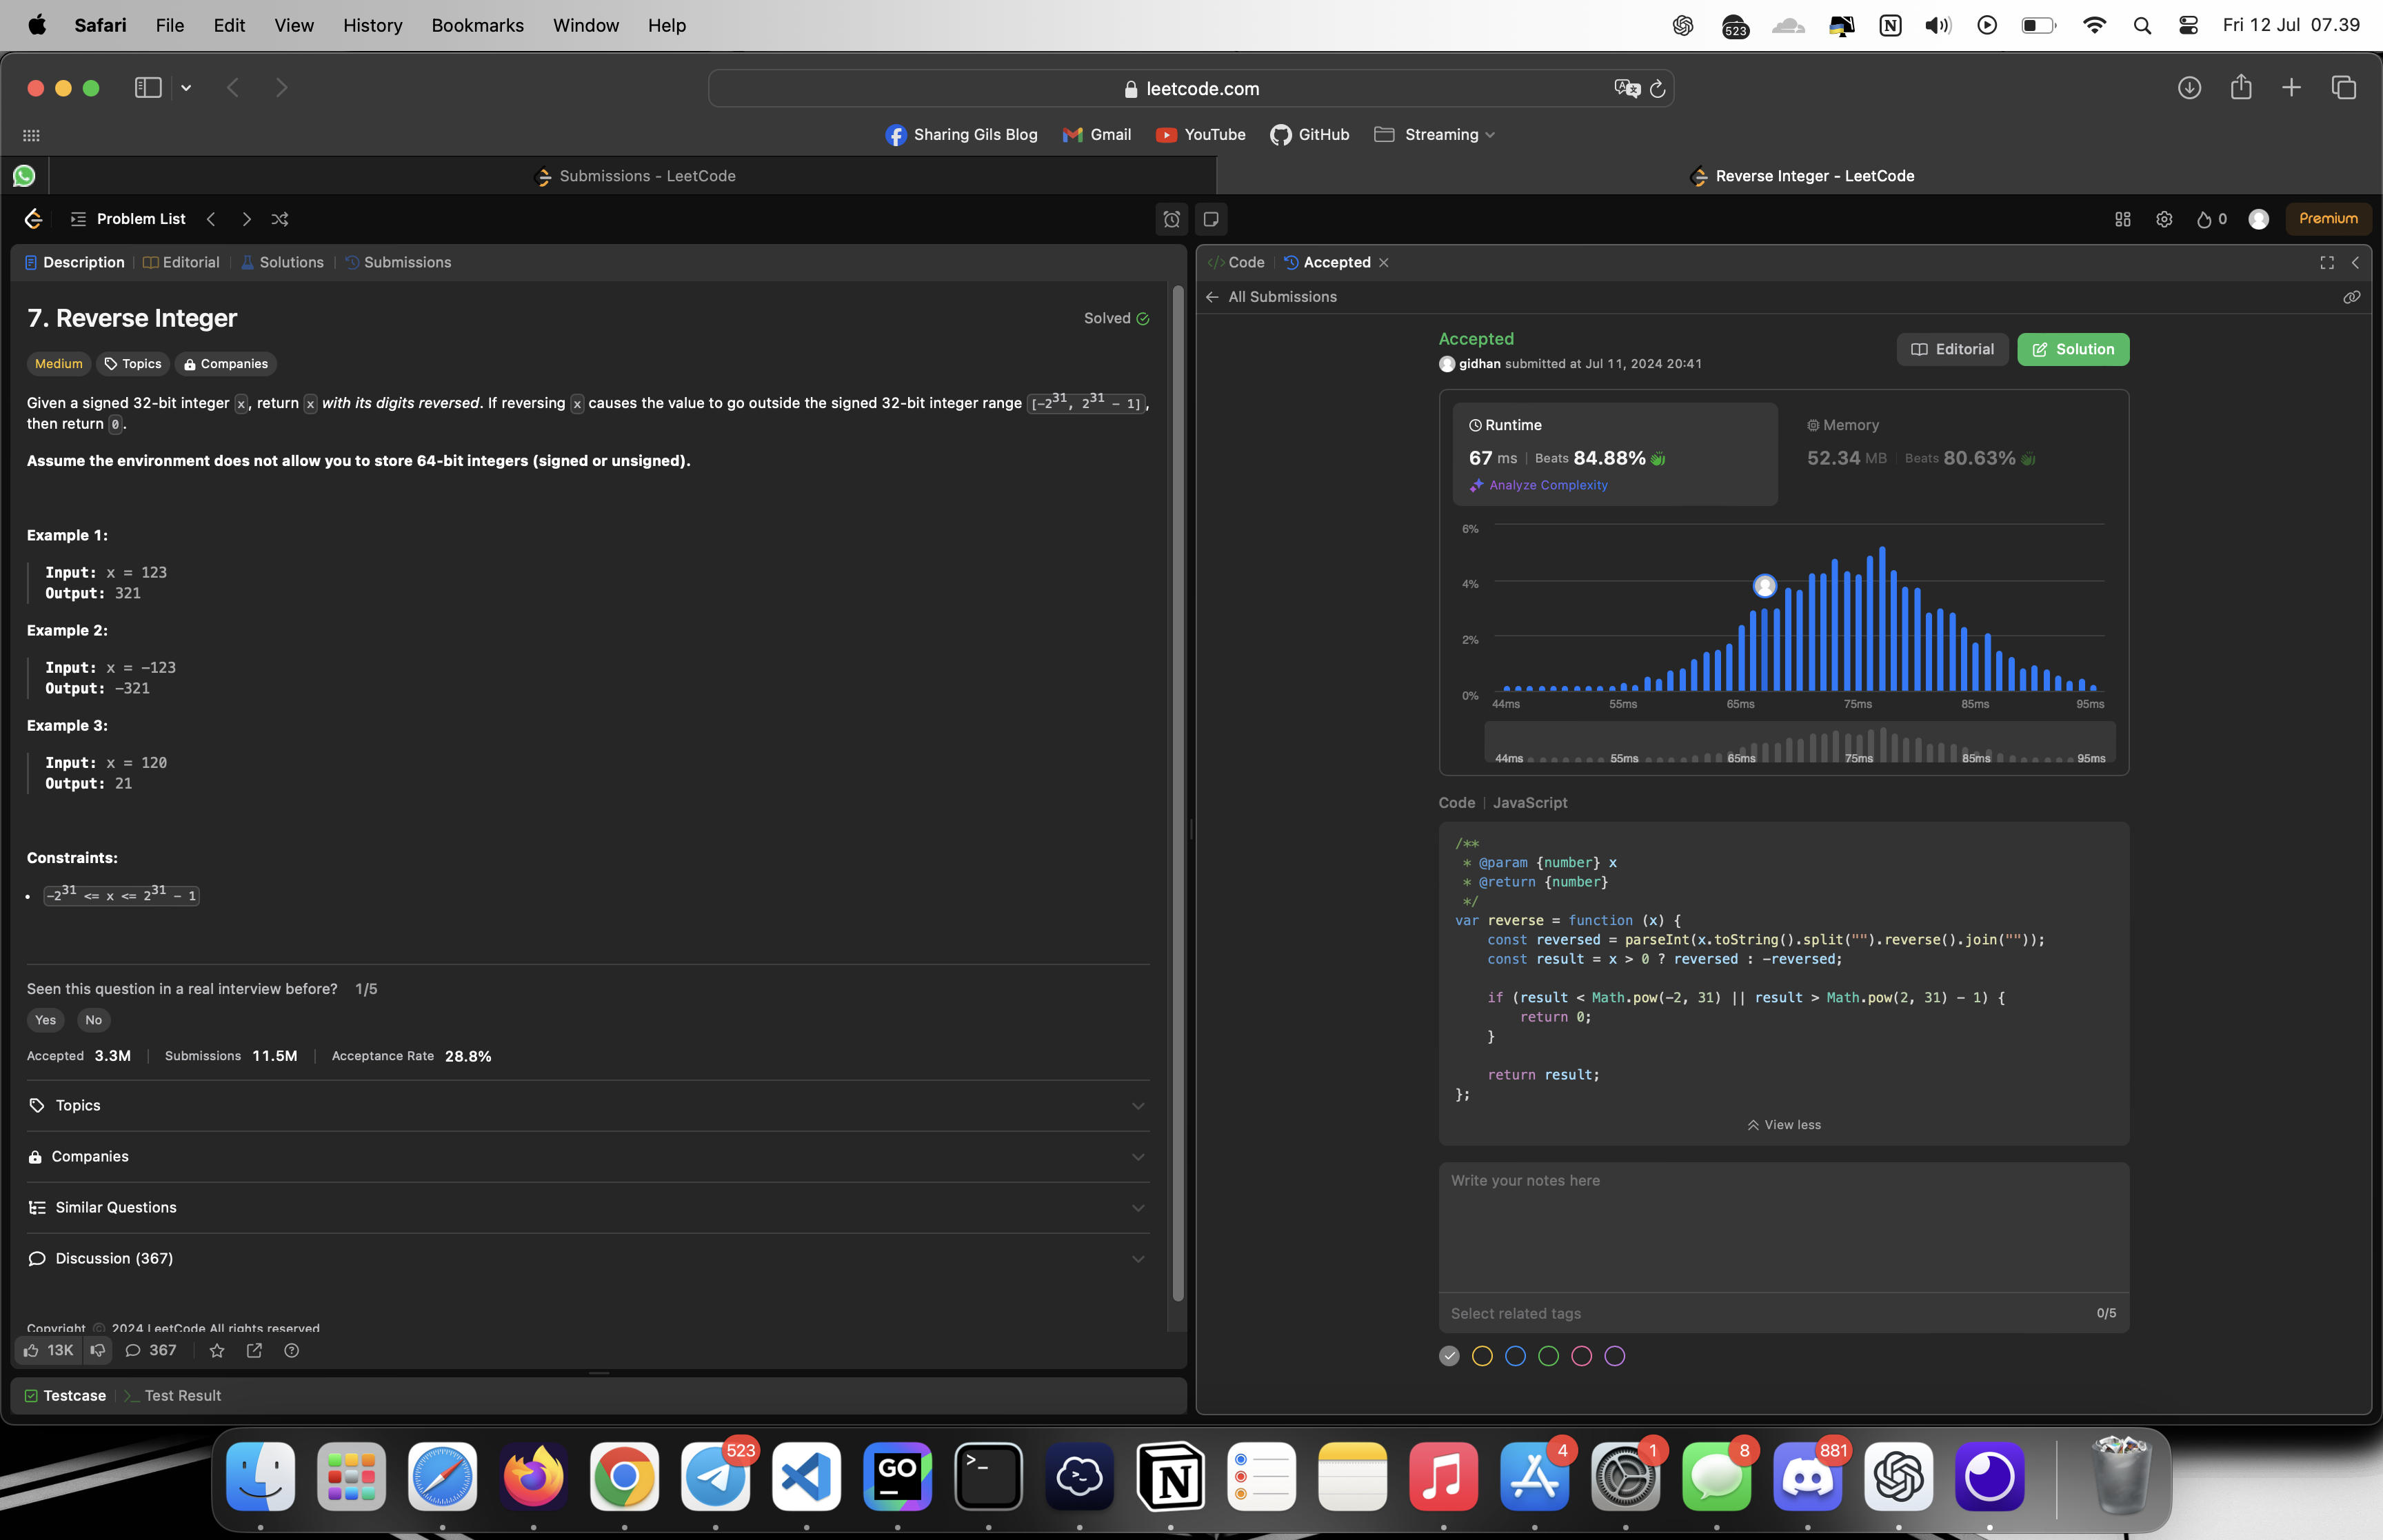 Safari File Edit View History Bookmarks Window Help
523
Fri 12 Jul 07.39
leetcode.com
Sharing Gils Blog Gmail YouTube GitHub Streaming
Submissions - LeetCode
Reverse Integer - LeetCode
Problem List
0
Premium
Description Editorial Solutions Submissions
7. Reverse Integer
Solved
Medium Topics Companies
Given a signed 32-bit integer x, return x with its digits reversed. If reversing x causes the value to go outside the signed 32-bit integer range [-2^31, 2^31 - 1],
then return 0.
Assume the environment does not allow you to store 64-bit integers (signed or unsigned).
Example 1:
Input: x = 123
Output: 321
Example 2:
Input: x = -123
Output: -321
Example 3:
Input: x = 120
Output: 21
Constraints:
• -2^31 <= x <= 2^31 - 1
Seen this question in a real interview before? 1/5
Yes No
Accepted 3.3M | Submissions 11.5M | Acceptance Rate 28.8%
Topics
Companies
Similar Questions
Discussion (367)
Copyright © 2024 LeetCode All rights reserved
13K 367
Testcase >_ Test Result
</> Code Accepted
All Submissions
Accepted
gidhan submitted at Jul 11, 2024 20:41
Editorial Solution
Runtime
67 ms | Beats 84.88%
Analyze Complexity
Memory
52.34 MB | Beats 80.63%
6%
4%
2%
0%
44ms 55ms 65ms 75ms 85ms 95ms
44ms 55ms 65ms 75ms 85ms 95ms
Code | JavaScript
/**
 * @param {number} x
 * @return {number}
 */
var reverse = function (x) {
    const reversed = parseInt(x.toString().split("").reverse().join(""));
    const result = x > 0 ? reversed : -reversed;
    if (result < Math.pow(-2, 31) || result > Math.pow(2, 31) - 1) {
        return 0;
    }
    return result;
};
View less
Write your notes here
Select related tags
0/5
523 GO 4 1 8 881